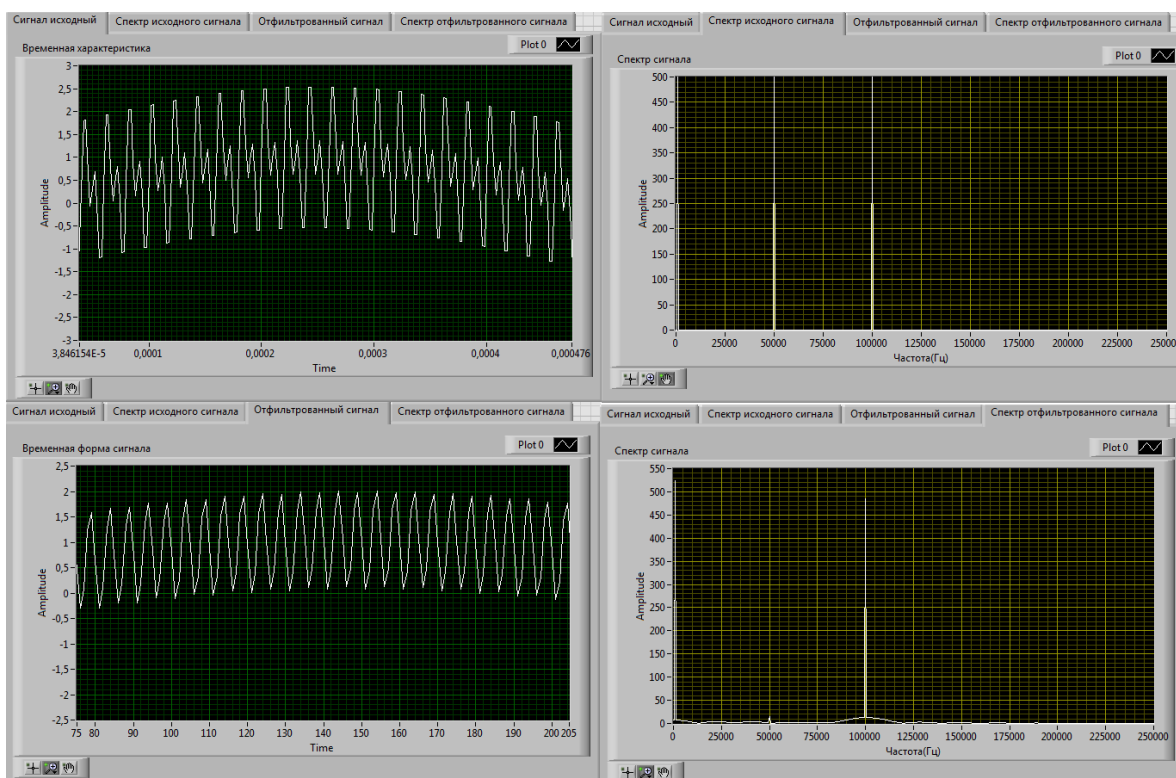 Сигнал исходный Спектр исходного сигнала Отфильтрованный сигнал Спектр отфильтрованного сигнала
Временная характеристика
Plot 0
Amplitude
3-
2,5-
2-
1,5-
1-
0,5-
0-
-0,5-
-1-
-1,5-
-2-
-2,5-
-3-
3,846154E-5 0,0001 0,0002 0,0003 0,0004 0,000476
Time
Сигнал исходный Спектр исходного сигнала Отфильтрованный сигнал Спектр отфильтрованного сигнала
Спектр сигнала
Plot 0
Amplitude
500-
450-
400-
350-
300-
250-
200-
150-
100-
50-
0-
0 25000 50000 75000 100000 125000 150000 175000 200000 225000 250000
Частота(Гц)
Сигнал исходный Спектр исходного сигнала Отфильтрованный сигнал Спектр отфильтрованного сигнала
Временная форма сигнала
Plot 0
Amplitude
2,5-
2-
1,5-
1-
0,5-
0-
-0,5-
-1-
-1,5-
-2-
-2,5-
75 80 90 100 110 120 130 140 150 160 170 180 190 200 205
Time
Сигнал исходный Спектр исходного сигнала Отфильтрованный сигнал Спектр отфильтрованного сигнала
Спектр сигнала
Plot 0
Amplitude
550-
500-
450-
400-
350-
300-
250-
200-
150-
100-
50-
0-
0 25000 50000 75000 100000 125000 150000 175000 200000 225000 250000
Частота(Гц)